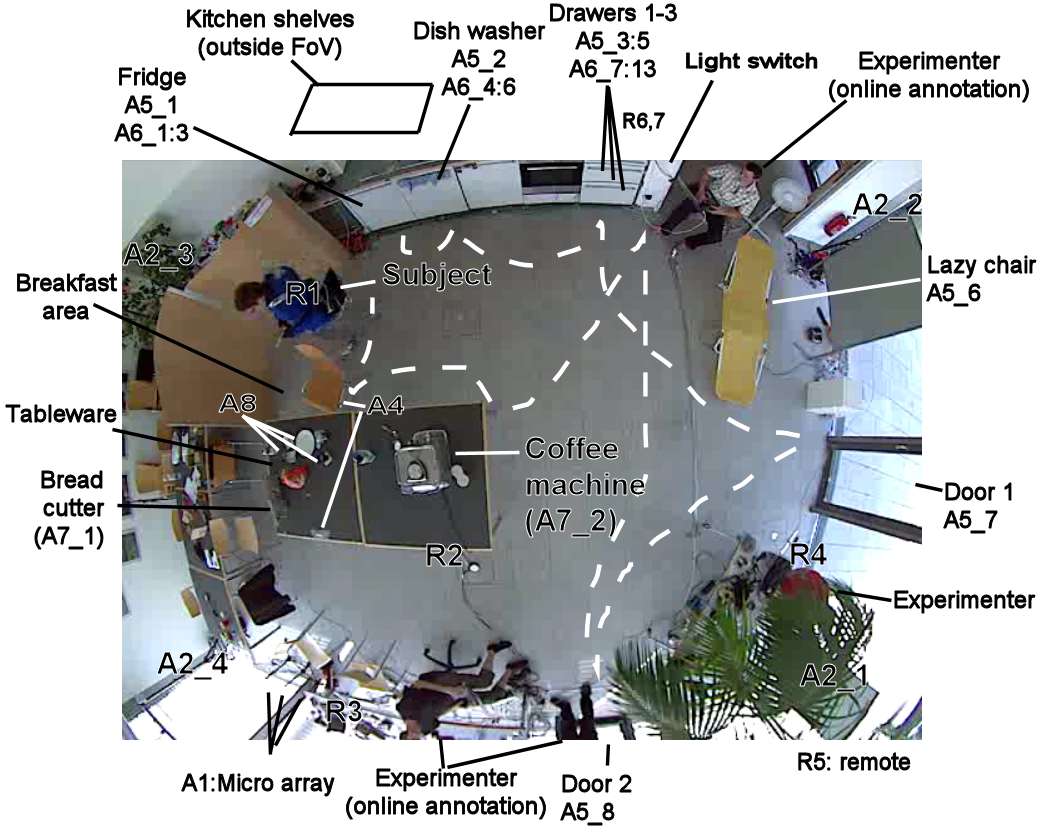 Kitchen shelves
(outside FoV)
Dish washer
A5_2
A6_4:6
Drawers 1-3
A5_3:5
A6_7:13
R6,7
Light switch
Experimenter
(online annotation)
Fridge
A5_1
A6_1:3
A2_3
A2_2
R1
Subject
Breakfast
area
Lazy chair
A5_6
A8
A4
Tableware
Bread
cutter
(A7_1)
Coffee
machine
(A7_2)
Door 1
A5_7
R2
R4
Experimenter
A2_4
A2_1
R3
A1:Micro array
Experimenter
(online annotation)
Door 2
A5_8
R5: remote